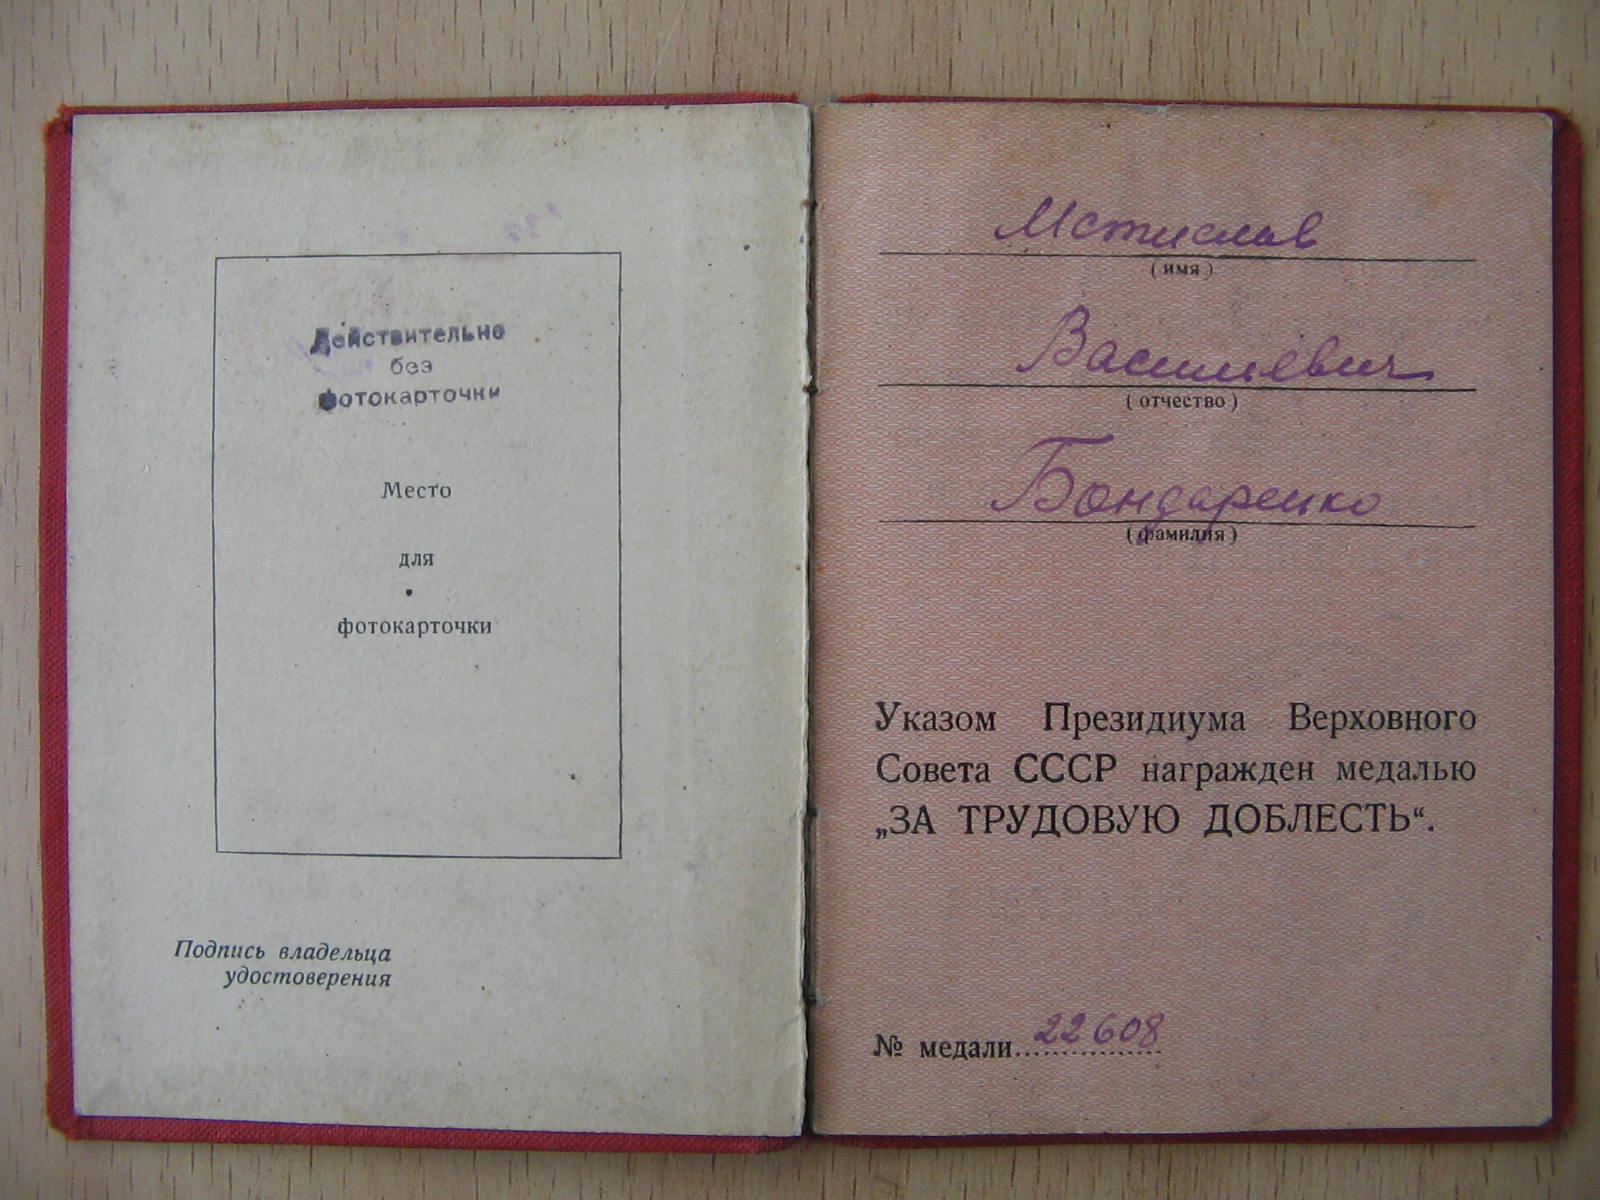 Действительно
без
фотокарточки
Место
для
фотокарточки
Подпись владельца
удостоверения
Мстислав
(имя)
Васильевич
(отчество)
Бондаренко
(фамилия)
Указом Президиума Верховного
Совета СССР награжден медалью
„ЗА ТРУДОВУЮ ДОБЛЕСТЬ“.
№ медали 22608